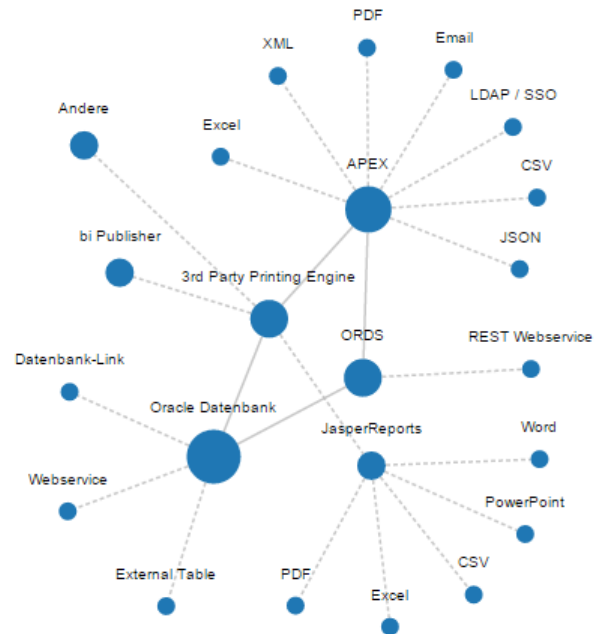 PDF
Email
XML
LDAP / SSO
Andere
Excel
APEX
CSV
bi Publisher
JSON
3rd Party Printing Engine
ORDS
REST Webservice
Datenbank-Link
Oracle Datenbank
JasperReports
Word
Webservice
PowerPoint
External Table
PDF
CSV
Excel